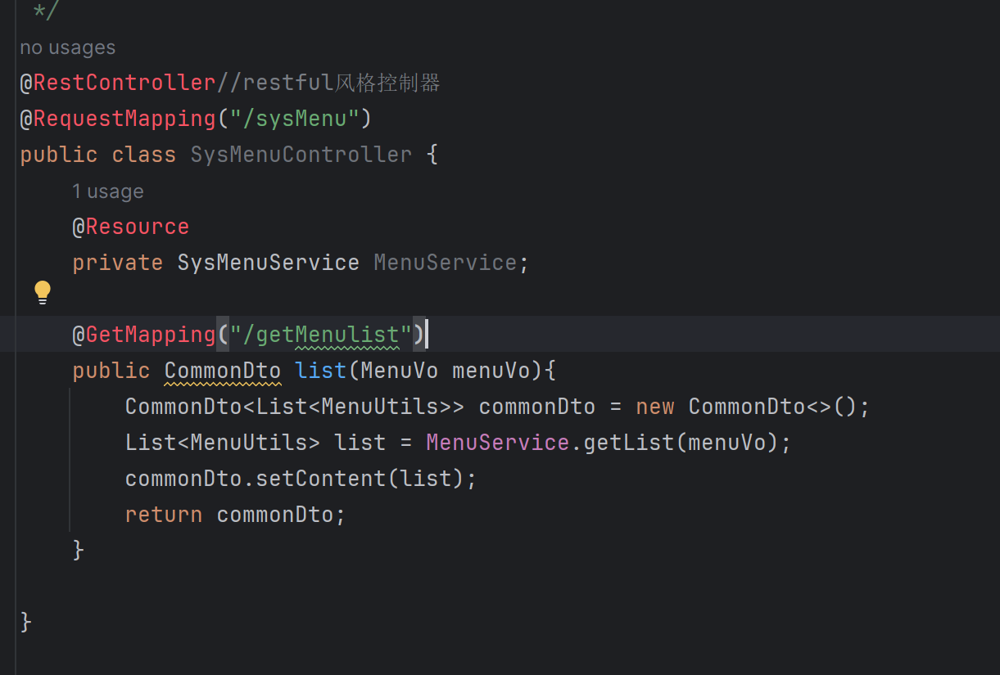 */
no usages
@RestController//restful风格控制器
@RequestMapping("/sysMenu")
public class SysMenuController {
1 usage
@Resource
private SysMenuService MenuService;
@GetMapping("/getMenulist")
public CommonDto list(MenuVo menuVo){
CommonDto<List<MenuUtils>> commonDto = new CommonDto<>();
List<MenuUtils> list = MenuService.getList(menuVo);
commonDto.setContent(list);
return commonDto;
}
}